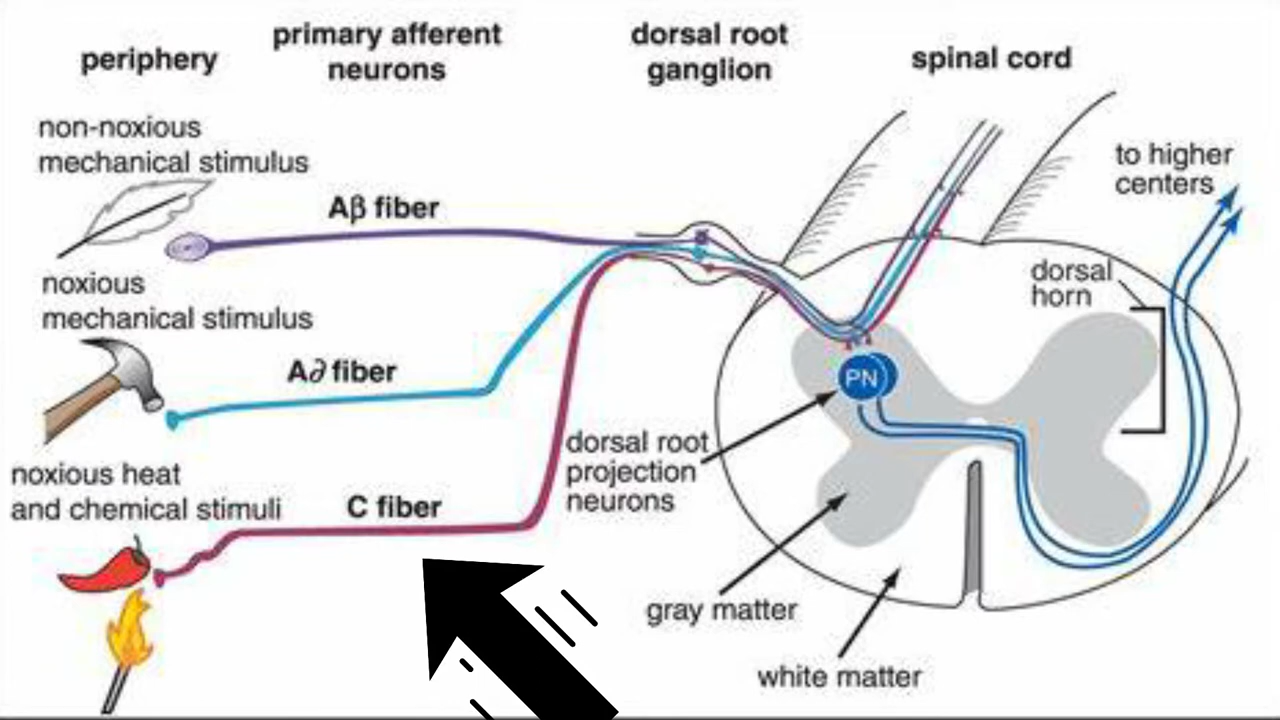 periphery
primary afferent
neurons
dorsal root
ganglion
spinal cord
non-noxious
mechanical stimulus
Aβ fiber
to higher
centers
noxious
mechanical stimulus
dorsal
horn
A∂ fiber
PN
dorsal root
projection
neurons
noxious heat
and chemical stimuli
C fiber
gray matter
white matter